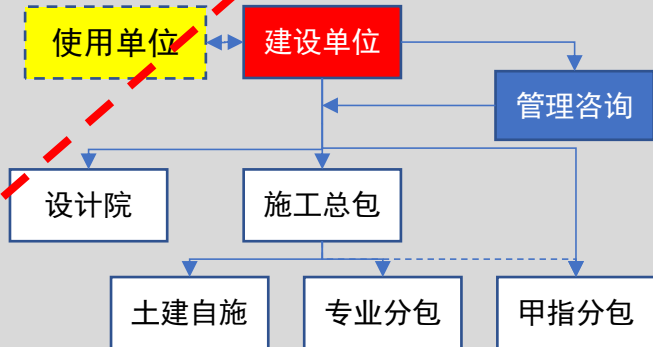 使用单位
建设单位
管理咨询
设计院
施工总包
土建自施
专业分包
甲指分包